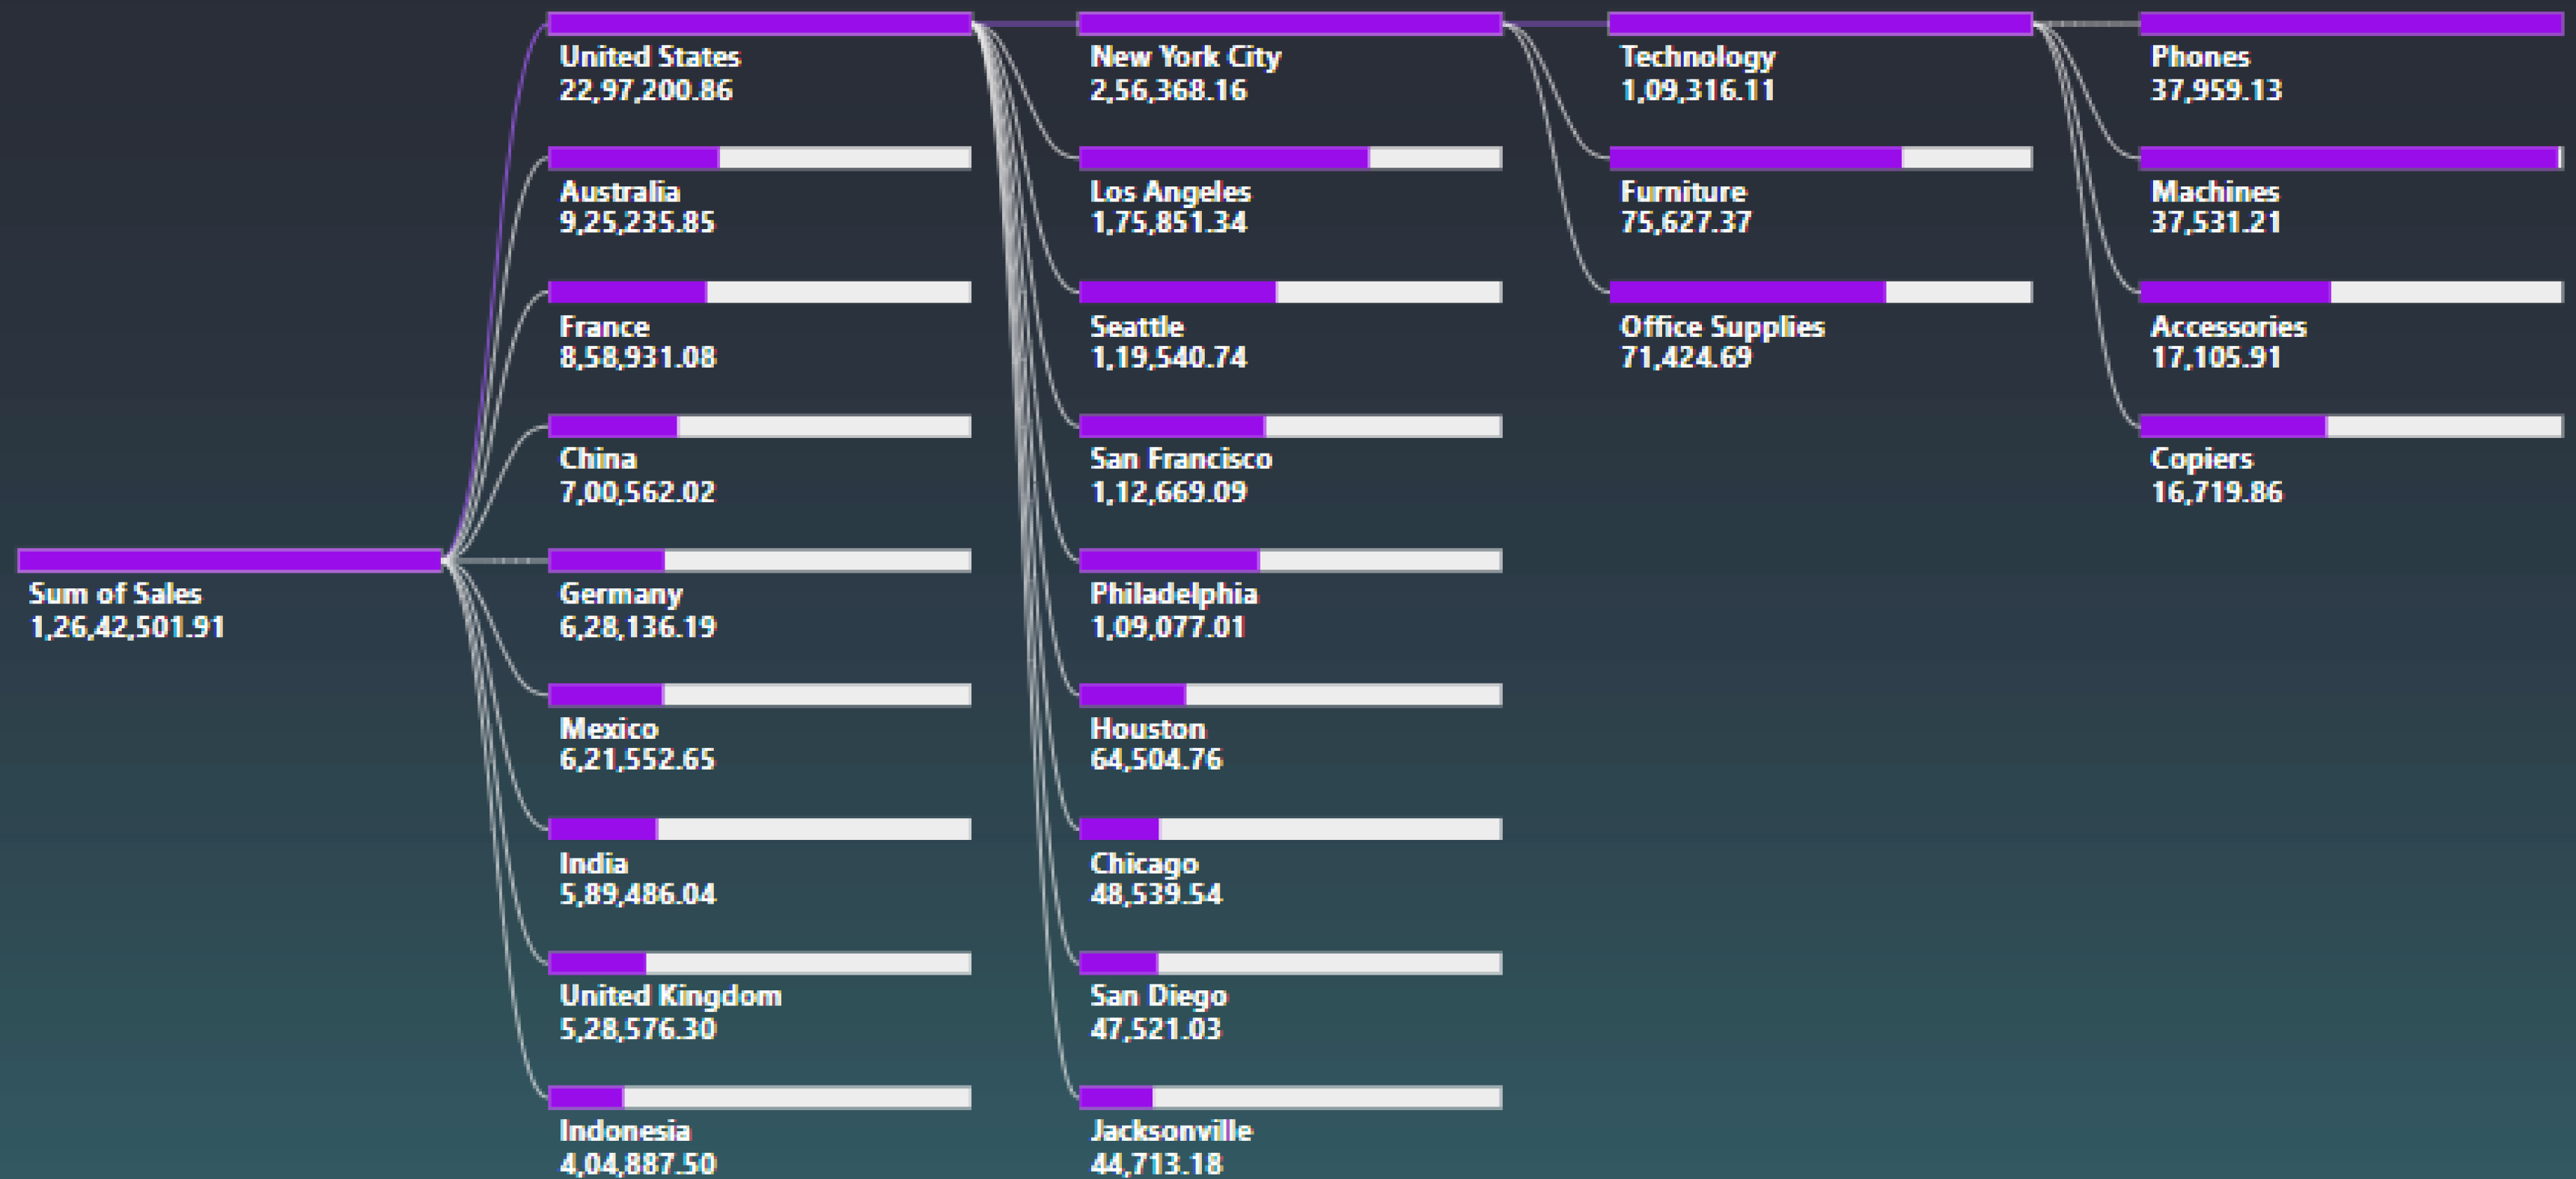 United States
22,97,200.86
New York City
2,56,368.16
Technology
1,09,316.11
Phones
37,959.13
Australia
9,25,235.85
Los Angeles
1,75,851.34
Furniture
75,627.37
Machines
37,531.21
France
8,58,931.08
Seattle
1,19,540.74
Office Supplies
71,424.69
Accessories
17,105.91
China
7,00,562.02
San Francisco
1,12,669.09
Copiers
16,719.86
Sum of Sales
1,26,42,501.91
Germany
6,28,136.19
Philadelphia
1,09,077.01
Mexico
6,21,552.65
Houston
64,504.76
India
5,89,486.04
Chicago
48,539.54
United Kingdom
5,28,576.30
San Diego
47,521.03
Indonesia
4,04,887.50
Jacksonville
44,713.18